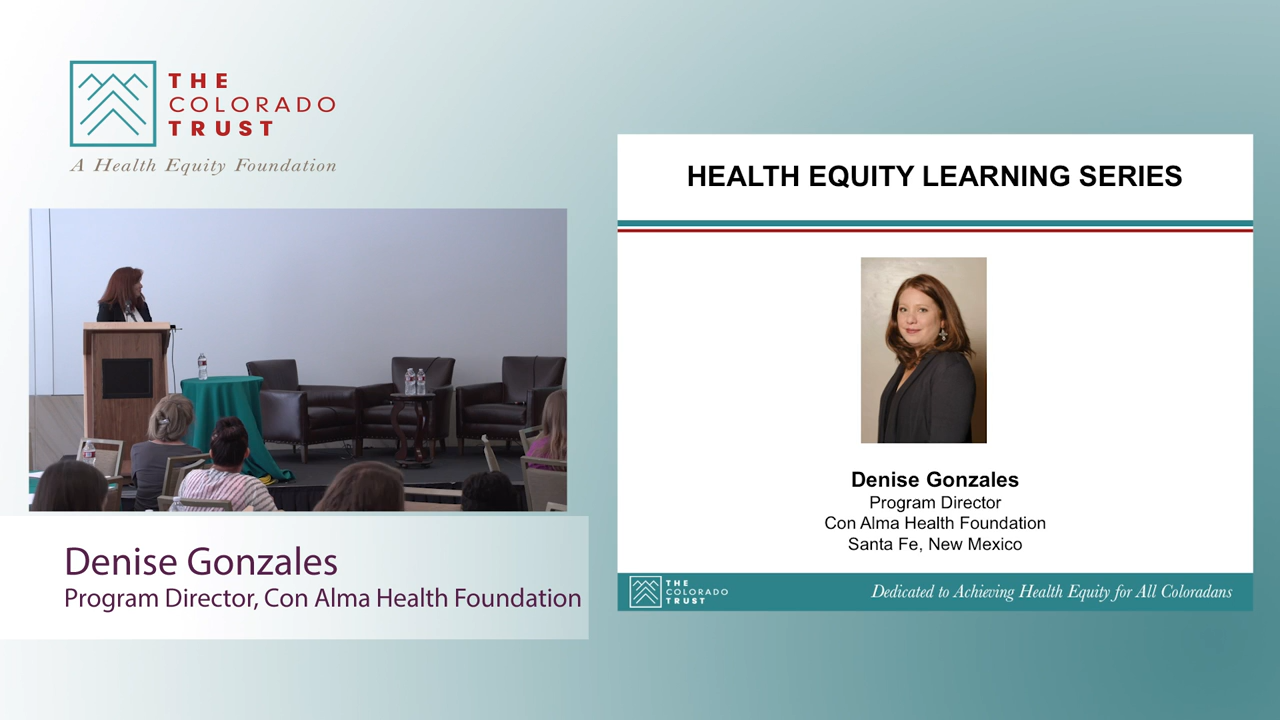 THE
COLORADO
TRUST
A Health Equity Foundation
Denise Gonzales
Program Director, Con Alma Health Foundation
HEALTH EQUITY LEARNING SERIES
Denise Gonzales
Program Director
Con Alma Health Foundation
Santa Fe, New Mexico
THE
COLORADO
TRUST
Dedicated to Achieving Health Equity for All Coloradans